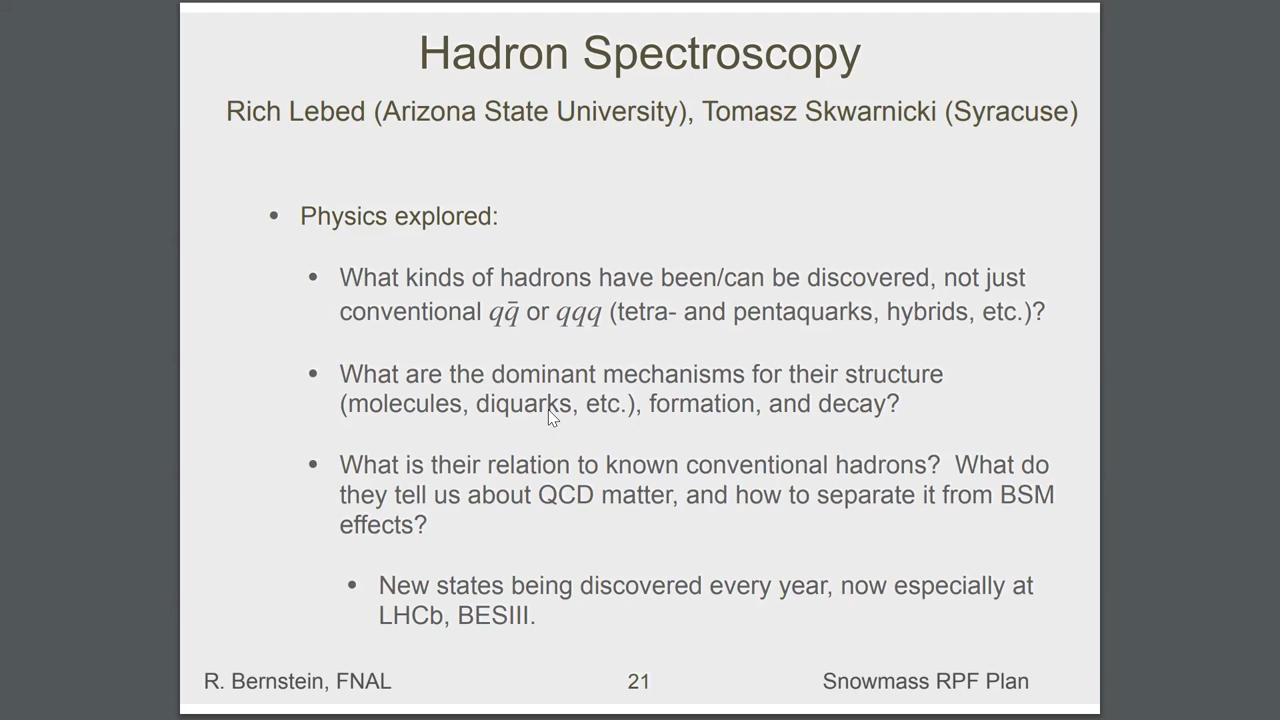 Hadron Spectroscopy
Rich Lebed (Arizona State University), Tomasz Skwarnicki (Syracuse)
• Physics explored:
• What kinds of hadrons have been/can be discovered, not just
conventional qq̄ or qqq (tetra- and pentaquarks, hybrids, etc.)?
• What are the dominant mechanisms for their structure
(molecules, diquarks, etc.), formation, and decay?
• What is their relation to known conventional hadrons? What do
they tell us about QCD matter, and how to separate it from BSM
effects?
• New states being discovered every year, now especially at
LHCb, BESIII.
R. Bernstein, FNAL 21 Snowmass RPF Plan